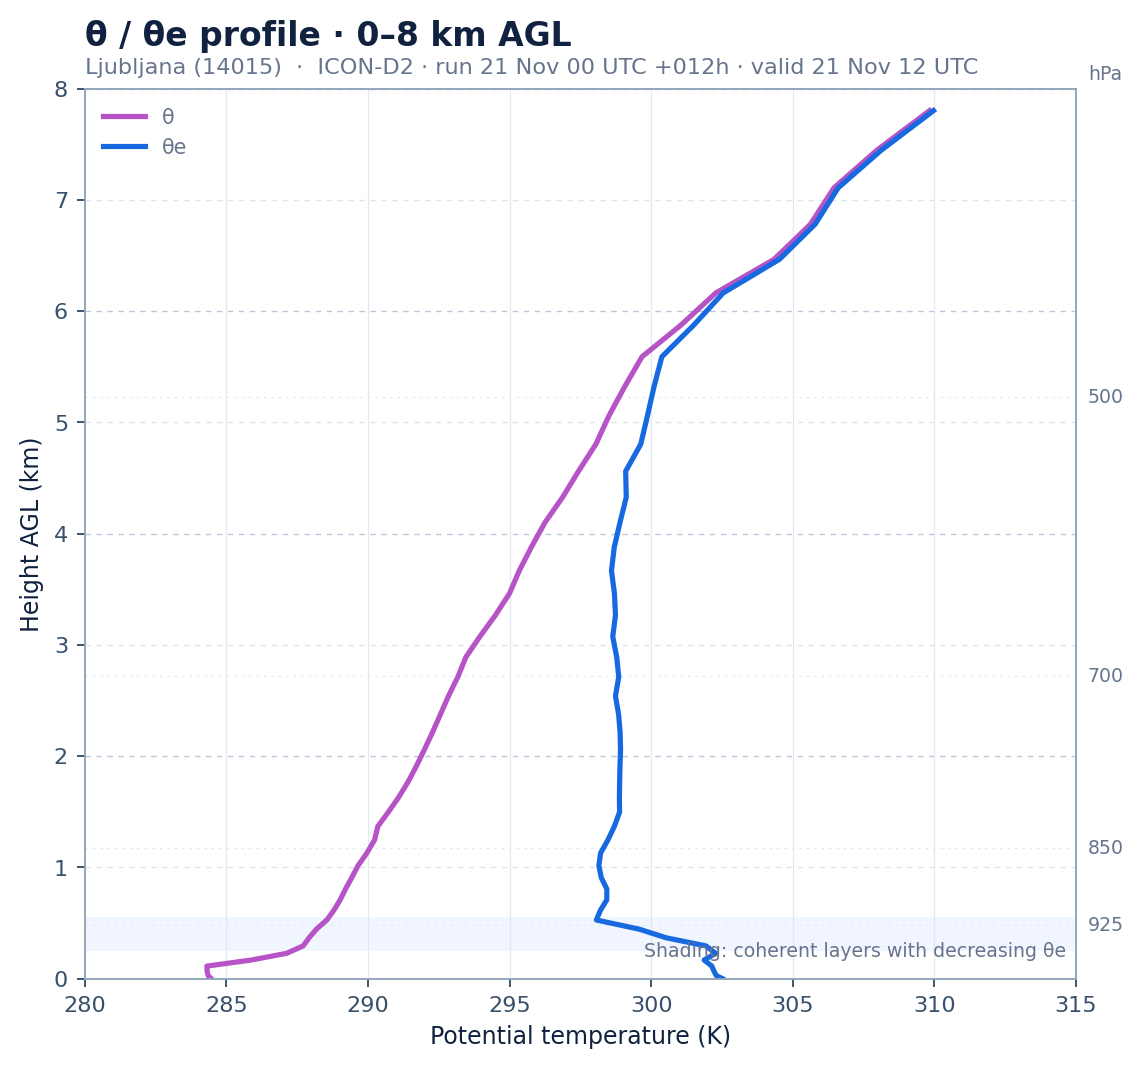 θ / θe profile · 0–8 km AGL
Ljubljana (14015)  ·  ICON-D2 · run 21 Nov 00 UTC +012h · valid 21 Nov 12 UTC
hPa
θ
θe
8
7
6
5
4
3
2
1
0
Height AGL (km)
500
700
850
925
Shading: coherent layers with decreasing θe
280 285 290 295 300 305 310 315
Potential temperature (K)